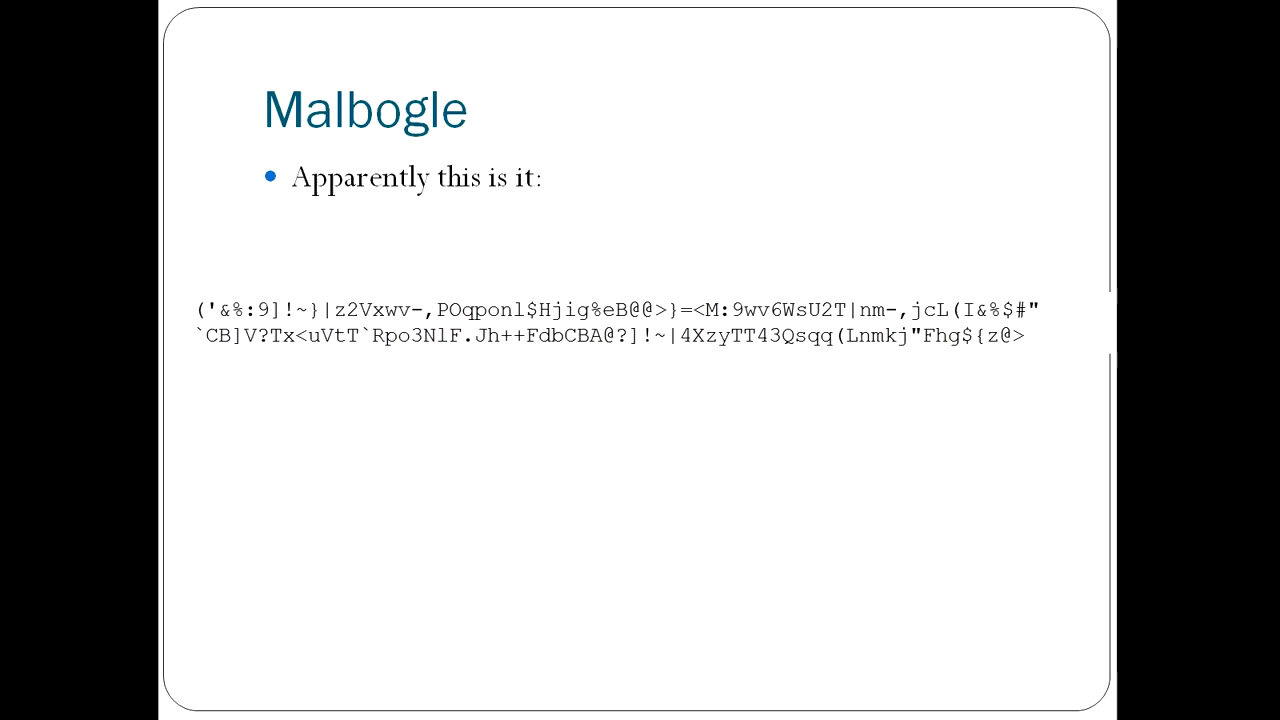 Malbogle
Apparently this is it:
('&%:9]!~}|z2Vxwv-,POqponl$Hjig%eB@@>}=<M:9wv6WsU2T|nm-,jcL(I&%$#"
`CB]V?Tx<uVtT`Rpo3NlF.Jh++FdbCBA@?]!~|4XzyTT43Qsqq(Lnmkj"Fhg${z@>